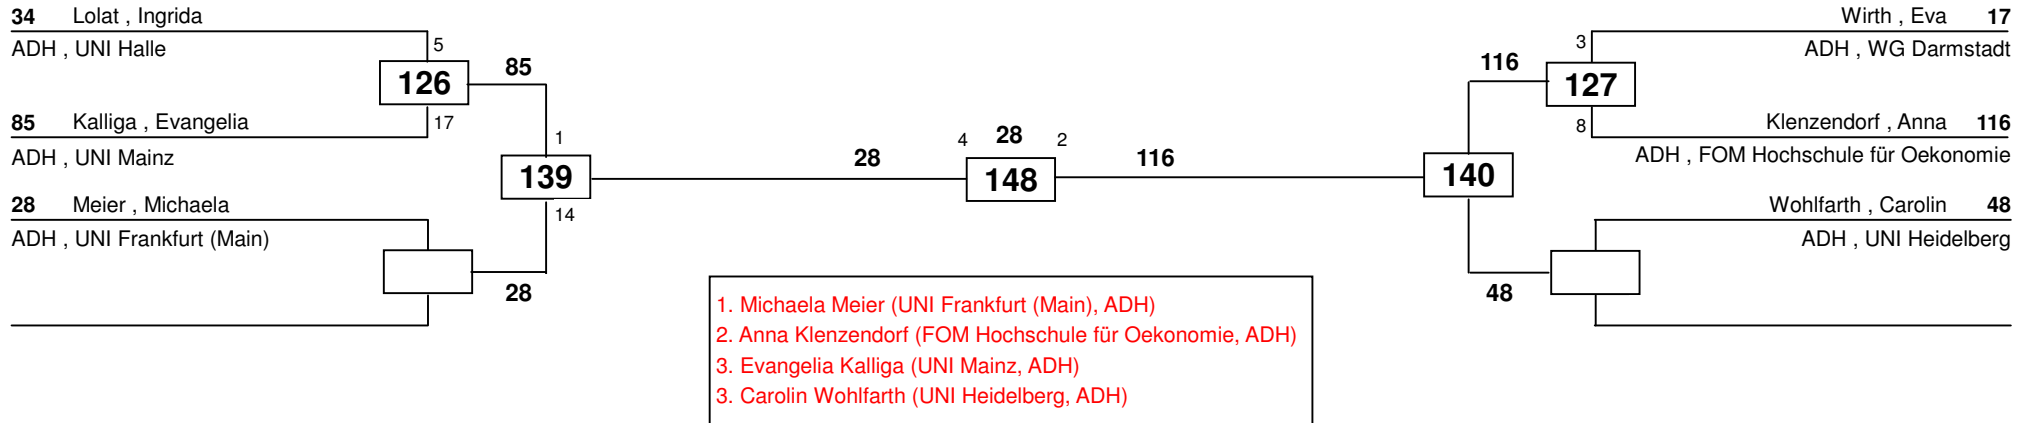 34 Lolat , Ingrida
ADH , UNI Halle
5
126
85
17
85 Kalliga , Evangelia
ADH , UNI Mainz
1
139
14
28 Meier , Michaela
ADH , UNI Frankfurt (Main)
28
28
4 28 2
148
116
Wirth , Eva 17
ADH , WG Darmstadt
3
116
127
8
Klenzendorf , Anna 116
ADH , FOM Hochschule für Oekonomie
140
Wohlfarth , Carolin 48
ADH , UNI Heidelberg
48
1. Michaela Meier (UNI Frankfurt (Main), ADH)
2. Anna Klenzendorf (FOM Hochschule für Oekonomie, ADH)
3. Evangelia Kalliga (UNI Mainz, ADH)
3. Carolin Wohlfarth (UNI Heidelberg, ADH)